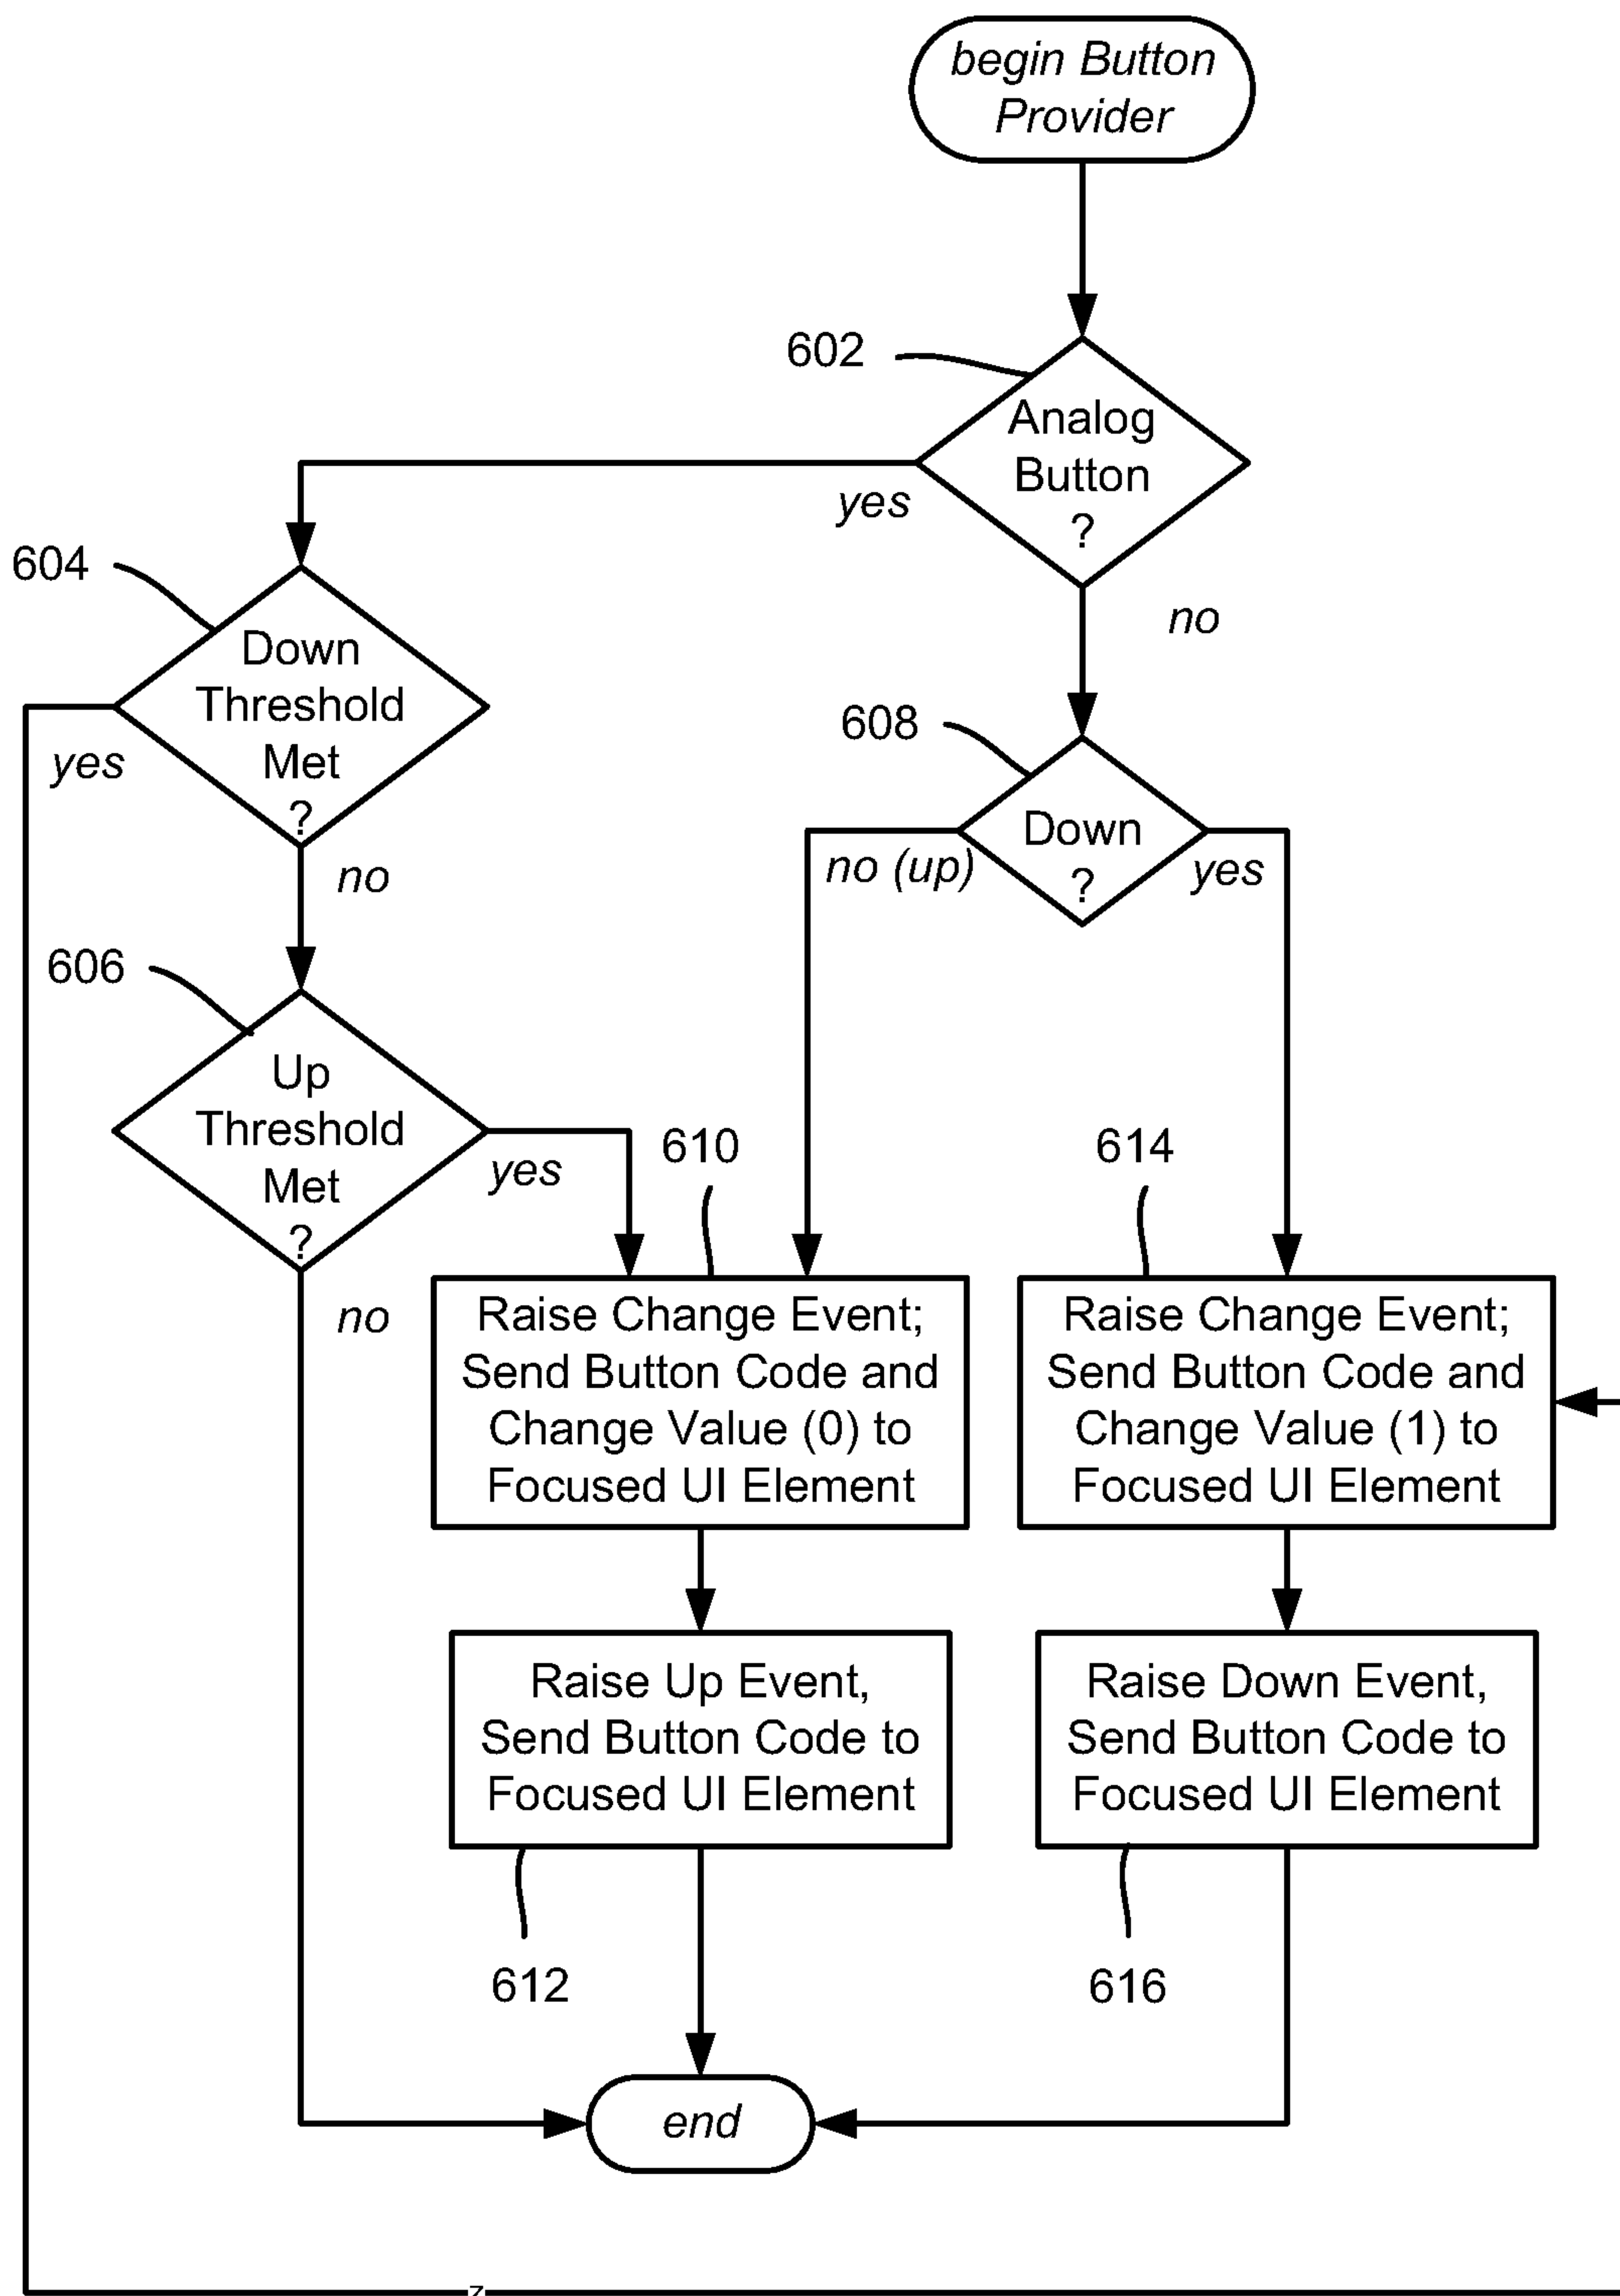 begin Button
Provider
602
Analog
Button
?
yes
no
604
Down
Threshold
Met
?
yes
no
608
Down
?
no (up)
yes
606
Up
Threshold
Met
?
yes
no
610
Raise Change Event;
Send Button Code and
Change Value (0) to
Focused UI Element
614
Raise Change Event;
Send Button Code and
Change Value (1) to
Focused UI Element
Raise Up Event,
Send Button Code to
Focused UI Element
612
Raise Down Event,
Send Button Code to
Focused UI Element
616
end
z